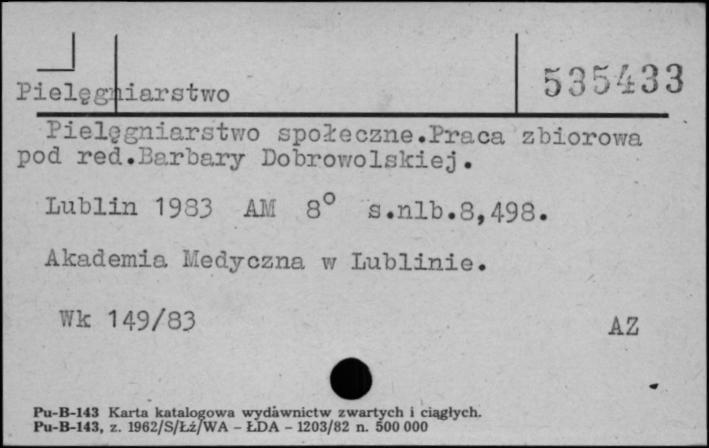 535433
Pielęgniarstwo
Pielęgniarstwo społeczne.Praca zbiorowa
pod red.Barbary Dobrowolskiej.
Lublin 1983 AM 8° s.nlb.8,498.
Akademia Medyczna w Lublinie.
Wk 149/83 AZ
Pu-B-143 Karta katalogowa wydawnictw zwartych i ciągłych.
Pu-B-143, z. 1962/S/Łź/WA - ŁDA - 1203/82 n. 500 000